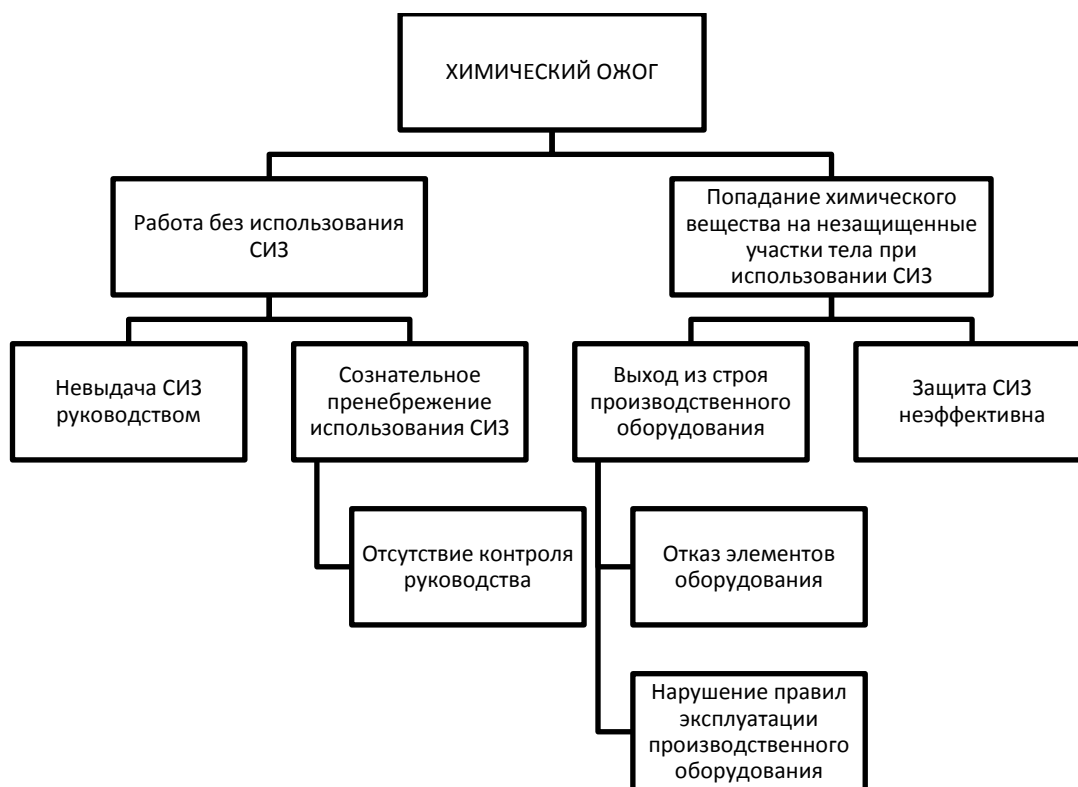 ХИМИЧЕСКИЙ ОЖОГ
Работа без использования
СИЗ
Попадание химического
вещества на незащищенные
участки тела при
использовании СИЗ
Невыдача СИЗ
руководством
Сознательное
пренебрежение
использования СИЗ
Выход из строя
производственного
оборудования
Защита СИЗ
неэффективна
Отсутствие контроля
руководства
Отказ элементов
оборудования
Нарушение правил
эксплуатации
производственного
оборудования